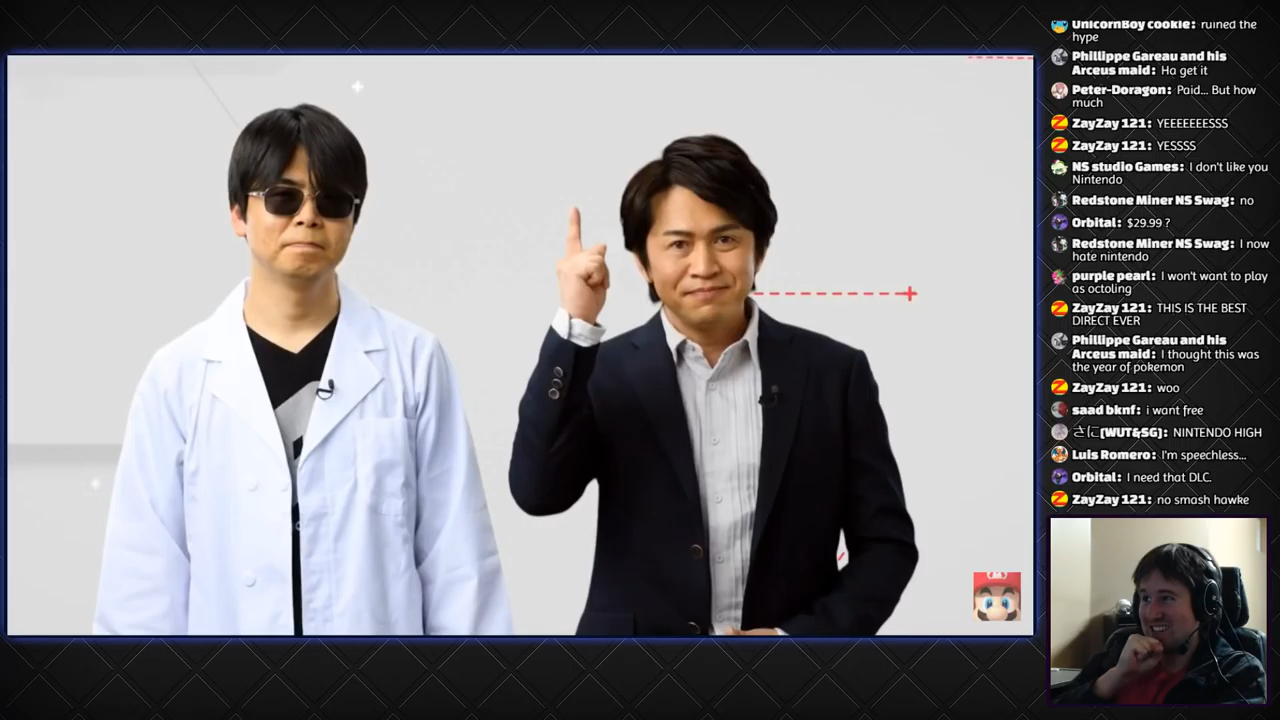 UnicornBoy cookie: ruined the
hype
Phillippe Gareau and his
Arceus maid: Ha get it
Peter-Doragon: Paid... But how
much
ZayZay 121: YEEEEEEESSS
ZayZay 121: YESSSS
NS studio Games: I don't like you
Nintendo
Redstone Miner NS Swag: no
Orbital: $29.99 ?
Redstone Miner NS Swag: I now
hate nintendo
purple pearl: I won't want to play
as octoling
ZayZay 121: THIS IS THE BEST
DIRECT EVER
Phillippe Gareau and his
Arceus maid: I thought this was
the year of pokemon
ZayZay 121: woo
saad bknf: i want free
さに[WUT&SG]: NINTENDO HIGH
Luis Romero: I'm speechless...
Orbital: I need that DLC.
ZayZay 121: no smash hawke
M